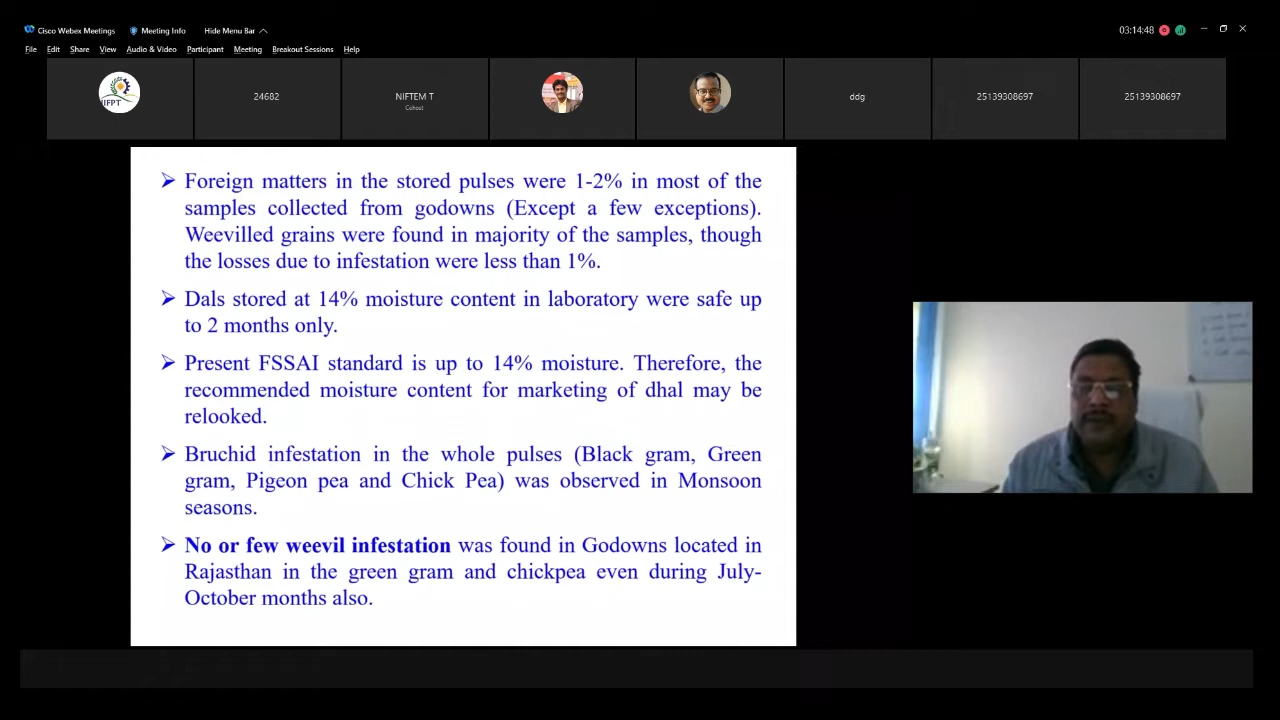 Cisco Webex Meetings Meeting Info Hide Menu Bar 03:14:48
File Edit Share View Audio & Video Participant Meeting Breakout Sessions Help
IIFPT
24682
NIFTEM T
Cohost
ddg
25139308697
25139308697
➢ Foreign matters in the stored pulses were 1-2% in most of the
samples collected from godowns (Except a few exceptions).
Weevilled grains were found in majority of the samples, though
the losses due to infestation were less than 1%.
➢ Dals stored at 14% moisture content in laboratory were safe up
to 2 months only.
➢ Present FSSAI standard is up to 14% moisture. Therefore, the
recommended moisture content for marketing of dhal may be
relooked.
➢ Bruchid infestation in the whole pulses (Black gram, Green
gram, Pigeon pea and Chick Pea) was observed in Monsoon
seasons.
➢ No or few weevil infestation was found in Godowns located in
Rajasthan in the green gram and chickpea even during July-
October months also.